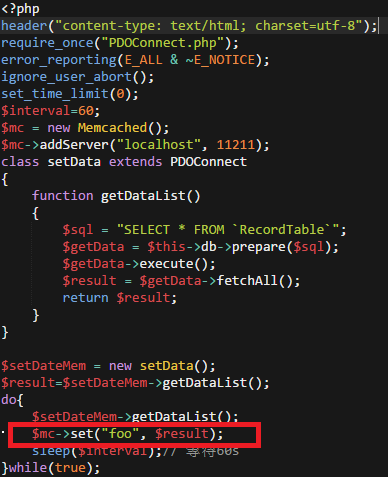 <?php
header("content-type: text/html; charset=utf-8");
require_once("PDOConnect.php");
error_reporting(E_ALL & ~E_NOTICE);
ignore_user_abort();
set_time_limit(0);
$interval=60;
$mc = new Memcached();
$mc->addServer("localhost", 11211);
class setData extends PDOConnect
{
    function getDataList()
    {
        $sql = "SELECT * FROM `RecordTable`";
        $getData = $this->db->prepare($sql);
        $getData->execute();
        $result = $getData->fetchAll();
        return $result;
    }
}

$setDateMem = new setData();
$result=$setDateMem->getDataList();
do{
    $setDateMem->getDataList();
    $mc->set("foo", $result);
    sleep($interval);// 等待60s
}while(true);